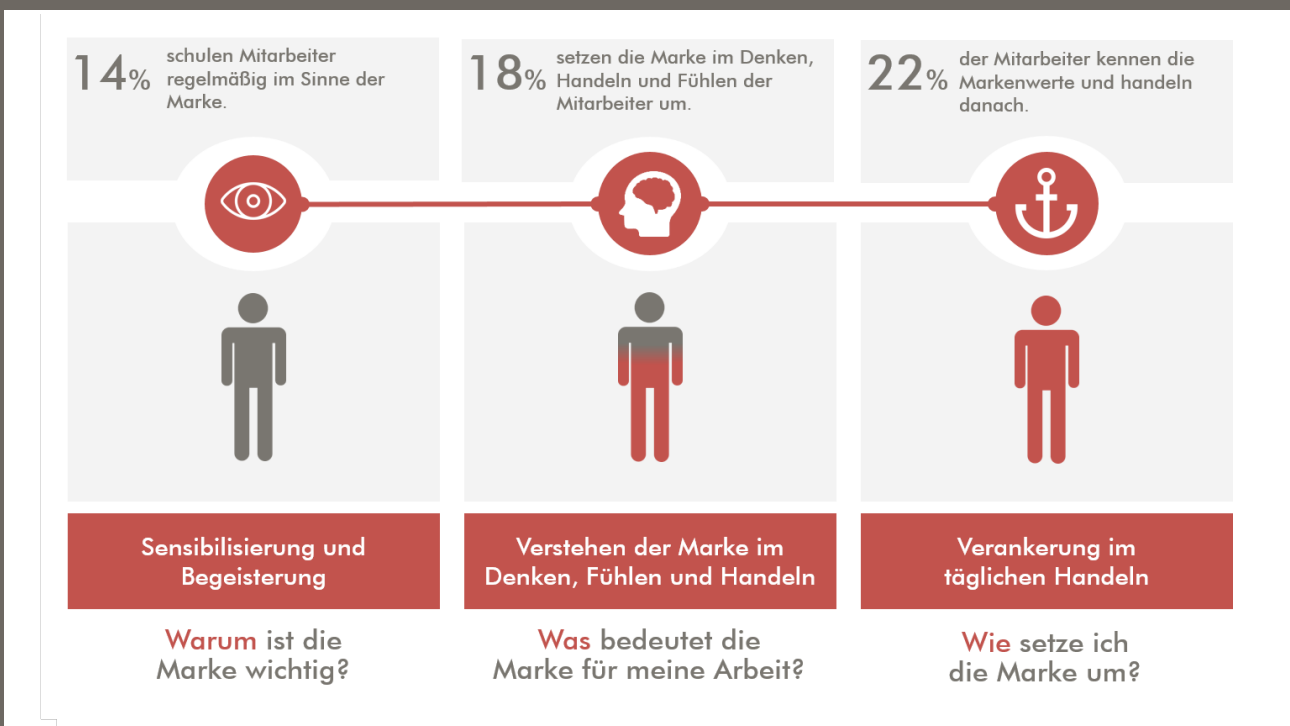 14%
schulen Mitarbeiter
regelmäßig im Sinne der
Marke.
18%
setzen die Marke im Denken,
Handeln und Fühlen der
Mitarbeiter um.
22%
der Mitarbeiter kennen die
Markenwerte und handeln
danach.
Sensibilisierung und
Begeisterung
Verstehen der Marke im
Denken, Fühlen und Handeln
Verankerung im
täglichen Handeln
Warum ist die
Marke wichtig?
Was bedeutet die
Marke für meine Arbeit?
Wie setze ich
die Marke um?